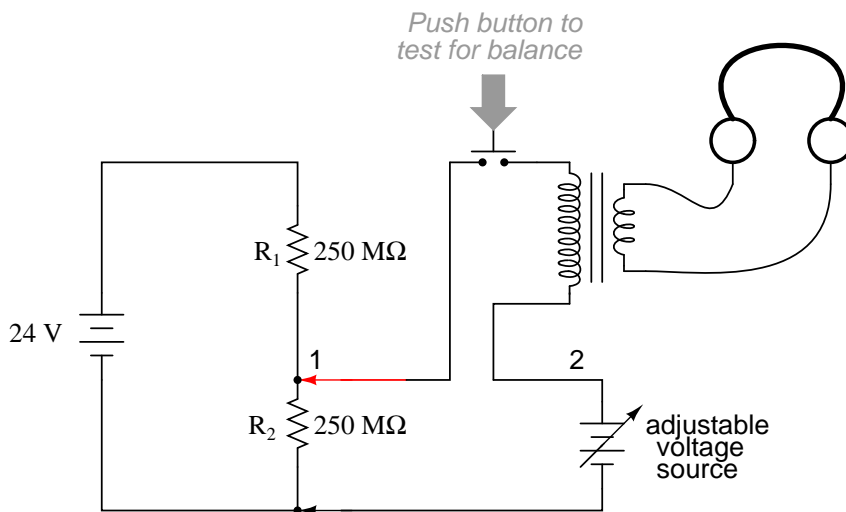 Push button to
test for balance
R1 250 MΩ
24 V
1
2
R2 250 MΩ
adjustable
voltage
source